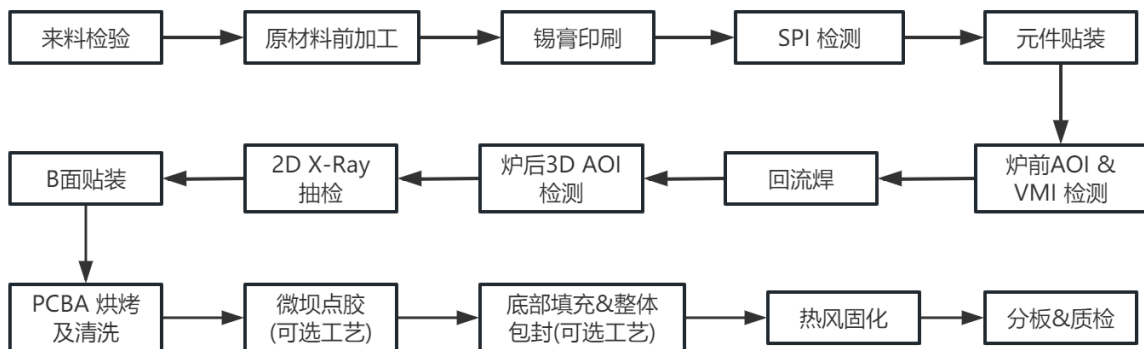 来料检验
原材料前加工
锡膏印刷
SPI 检测
元件贴装
炉前AOI &
VMI 检测
回流焊
炉后3D AOI
检测
2D X-Ray
抽检
B面贴装
PCBA 烘烤
及清洗
微坝点胶
(可选工艺)
底部填充&整体
包封(可选工艺)
热风固化
分板&质检